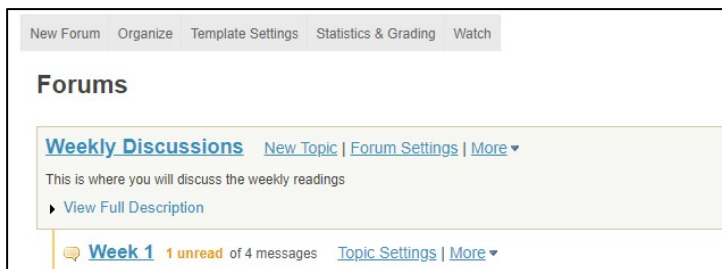 New Forum Organize Template Settings Statistics & Grading Watch
Forums
Weekly Discussions New Topic | Forum Settings | More
This is where you will discuss the weekly readings
View Full Description
Week 1 1 unread of 4 messages Topic Settings | More